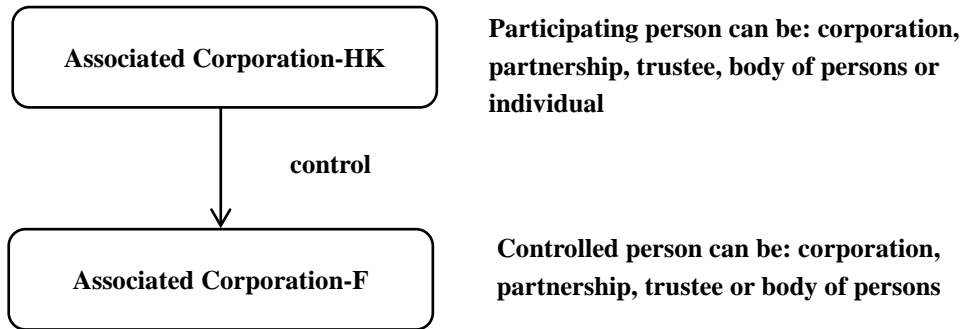 Associated Corporation-HK
Participating person can be: corporation,
partnership, trustee, body of persons or
individual
control
Associated Corporation-F
Controlled person can be: corporation,
partnership, trustee or body of persons